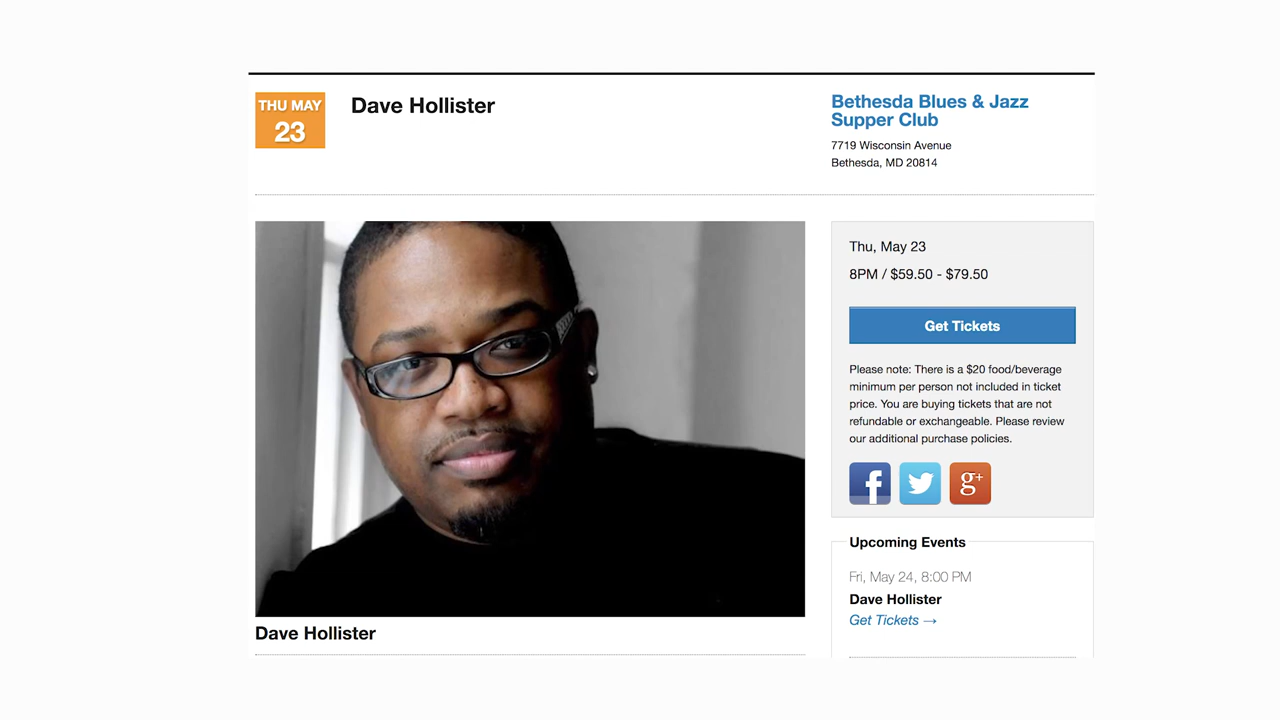 THU MAY
23
Dave Hollister
Bethesda Blues & Jazz
Supper Club
7719 Wisconsin Avenue
Bethesda, MD 20814
Thu, May 23
8PM / $59.50 - $79.50
Get Tickets
Please note: There is a $20 food/beverage
minimum per person not included in ticket
price. You are buying tickets that are not
refundable or exchangeable. Please review
our additional purchase policies.
f
g+
Dave Hollister
Upcoming Events
Fri, May 24, 8:00 PM
Dave Hollister
Get Tickets →